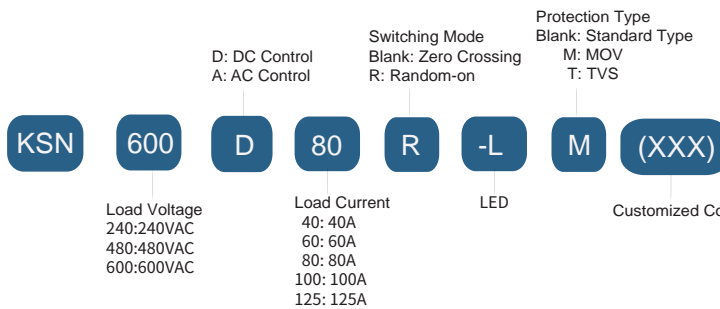 Protection Type
Blank: Standard Type
M: MOV
T: TVS
Switching Mode
Blank: Zero Crossing
R: Random-on
D: DC Control
A: AC Control
KSN 600 D 80 R -L M (XXX)
Load Voltage
240:240VAC
480:480VAC
600:600VAC
Load Current
40: 40A
60: 60A
80: 80A
100: 100A
125: 125A
LED
Customized